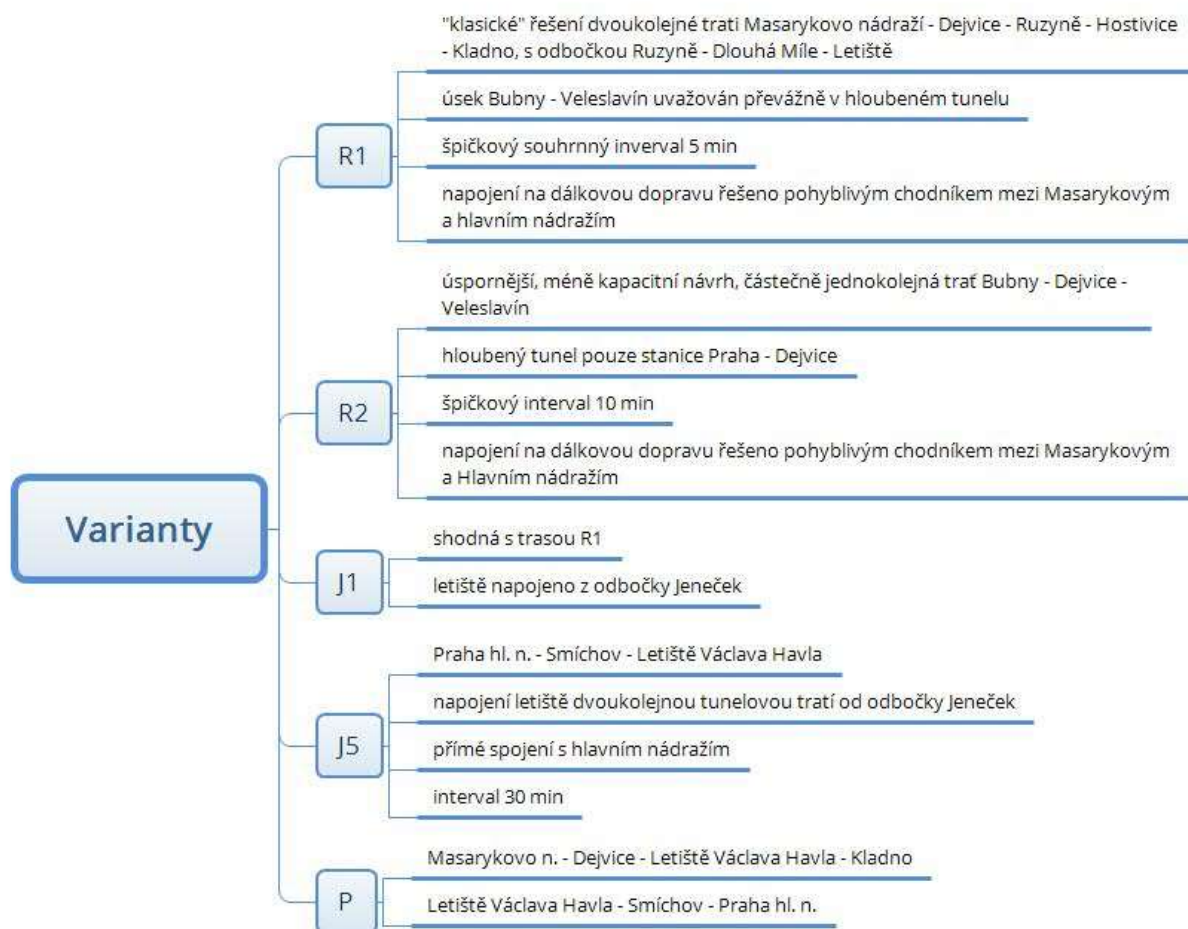 "klasické" řešení dvoukolejné trati Masarykovo nádraží - Dejvice - Ruzyně - Hostivice
- Kladno, s odbočkou Ruzyně - Dlouhá Míle - Letiště
úsek Bubny - Veleslavín uvažován převážně v hloubeném tunelu
R1
špičkový souhrnný inverval 5 min
napojení na dálkovou dopravu řešeno pohyblivým chodníkem mezi Masarykovým
a hlavním nádražím
úspornější, méně kapacitní návrh, částečně jednokolejná trať Bubny - Dejvice -
Veleslavín
hloubený tunel pouze stanice Praha - Dejvice
R2
špičkový interval 10 min
napojení na dálkovou dopravu řešeno pohyblivým chodníkem mezi Masarykovým
a Hlavním nádražím
Varianty
shodná s trasou R1
J1
letiště napojeno z odbočky Jeneček
Praha hl. n. - Smíchov - Letiště Václava Havla
napojení letiště dvoukolejnou tunelovou tratí od odbočky Jeneček
J5
přímé spojení s hlavním nádražím
interval 30 min
Masarykovo n. - Dejvice - Letiště Václava Havla - Kladno
P
Letiště Václava Havla - Smíchov - Praha hl. n.